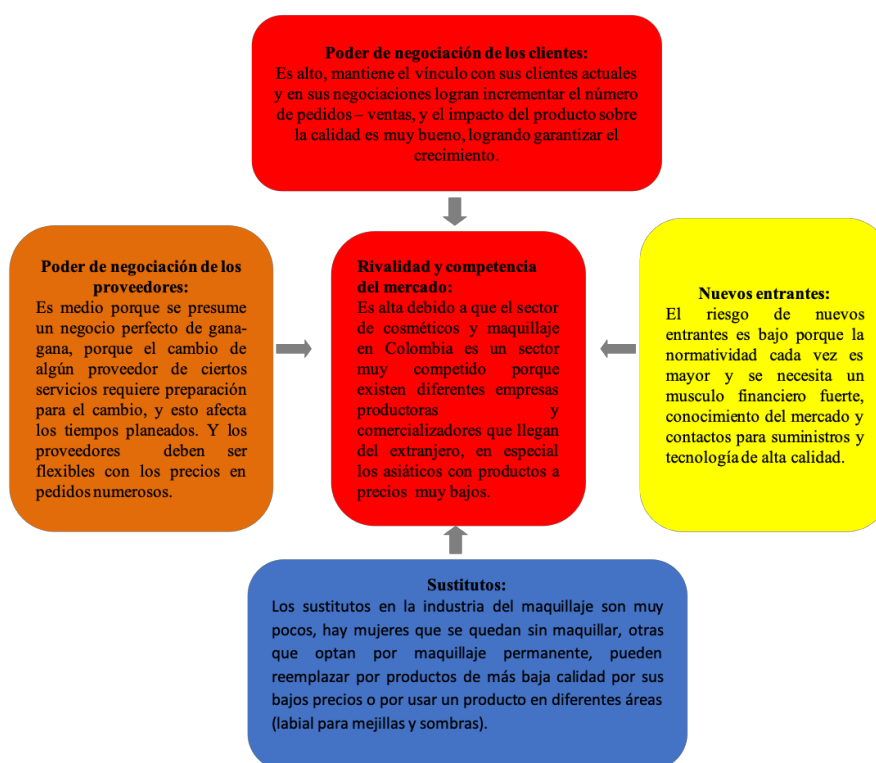 Poder de negociación de los clientes:
Es alto, mantiene el vínculo con sus clientes actuales
y en sus negociaciones logran incrementar el número
de pedidos – ventas, y el impacto del producto sobre
la calidad es muy bueno, logrando garantizar el
crecimiento.
Poder de negociación de los
proveedores:
Es medio porque se presume
un negocio perfecto de gana-
gana, porque el cambio de
algún proveedor de ciertos
servicios requiere preparación
para el cambio, y esto afecta
los tiempos planeados. Y los
proveedores deben ser
flexibles con los precios en
pedidos numerosos.
Rivalidad y competencia
del mercado:
Es alta debido a que el sector
de cosméticos y maquillaje
en Colombia es un sector
muy competido porque
existen diferentes empresas
productoras y
comercializadores que llegan
del extranjero, en especial
los asiáticos con productos a
precios muy bajos.
Nuevos entrantes:
El riesgo de nuevos
entrantes es bajo porque la
normatividad cada vez es
mayor y se necesita un
musculo financiero fuerte,
conocimiento del mercado y
contactos para suministros y
tecnología de alta calidad.
Sustitutos:
Los sustitutos en la industria del maquillaje son muy
pocos, hay mujeres que se quedan sin maquillar, otras
que optan por maquillaje permanente, pueden
reemplazar por productos de más baja calidad por sus
bajos precios o por usar un producto en diferentes áreas
(labial para mejillas y sombras).